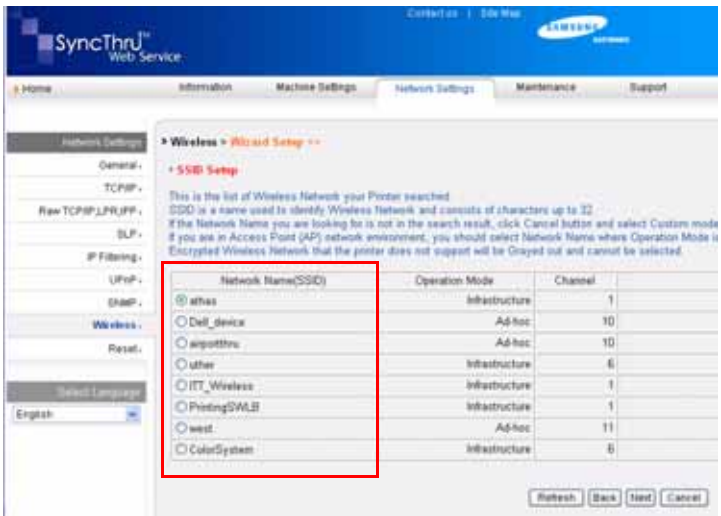 Contact us | Site Map
SAMSUNG
SyncThru™
Web Service
Home
Information
Machine Settings
Network Settings
Maintenance
Support
Network Settings
General
TCP/IP
Raw TCP/IP,LPR,IPP
SLP
IP Filtering
UPnP
SNMP
Wireless
Reset
Select Language
English
Wireless > Wizard Setup >>
SSID Setup
This is the list of Wireless Network your Printer searched
SSID is a name used to identify Wireless Network and consists of characters up to 32.
If the Network Name you are looking for is not in the search result, click Cancel button and select Custom mode
If you are in Access Point (AP) network environment, you should select Network Name where Operation Mode is
Encrypted Wireless Network that the printer does not support will be Grayed out and cannot be selected.
Network Name(SSID) Operation Mode Channel
athas Infrastructure 1
Dell_device Ad-hoc 10
airportthru Ad-hoc 10
uther Infrastructure 6
ITT_Wireless Infrastructure 1
PrintingSWLB Infrastructure 1
west Ad-hoc 11
ColorSystem Infrastructure 6
Refresh Back Next Cancel